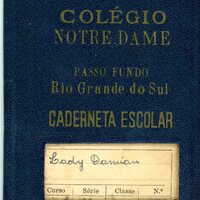 COLÉGIO
NOTRE DAME
PASSO FUNDO
Rio Grande do Sul
CADERNETA ESCOLAR
Lady Damian
Curso Série Classe N.º